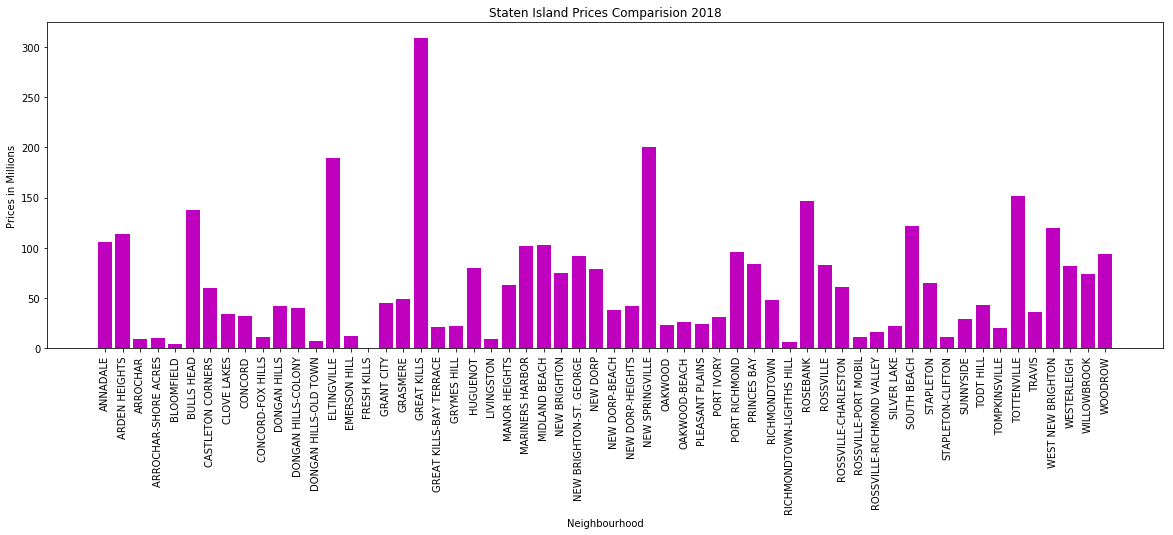 Staten Island Prices Comparision 2018
Prices in Millions
300
250
200
150
100
50
0
ANNADALE
ARDEN HEIGHTS
ARROCHAR
ARROCHAR-SHORE ACRES
BLOOMFIELD
BULLS HEAD
CASTLETON CORNERS
CLOVE LAKES
CONCORD
CONCORD-FOX HILLS
DONGAN HILLS
DONGAN HILLS-COLONY
DONGAN HILLS-OLD TOWN
ELTINGVILLE
EMERSON HILL
FRESH KILLS
GRANT CITY
GRASMERE
GREAT KILLS
GREAT KILLS-BAY TERRACE
GRYMES HILL
HUGUENOT
LIVINGSTON
MANOR HEIGHTS
MARINERS HARBOR
MIDLAND BEACH
NEW BRIGHTON
NEW BRIGHTON-ST. GEORGE
NEW DORP
NEW DORP-BEACH
NEW DORP-HEIGHTS
NEW SPRINGVILLE
OAKWOOD
OAKWOOD-BEACH
PLEASANT PLAINS
PORT IVORY
PORT RICHMOND
PRINCES BAY
RICHMONDTOWN
RICHMONDTOWN-LIGHTHS HILL
ROSEBANK
ROSSVILLE
ROSSVILLE-CHARLESTON
ROSSVILLE-PORT MOBIL
ROSSVILLE-RICHMOND VALLEY
SILVER LAKE
SOUTH BEACH
STAPLETON
STAPLETON-CLIFTON
SUNNYSIDE
TODT HILL
TOMPKINSVILLE
TOTTENVILLE
TRAVIS
WEST NEW BRIGHTON
WESTERLEIGH
WILLOWBROOK
WOODROW
Neighbourhood